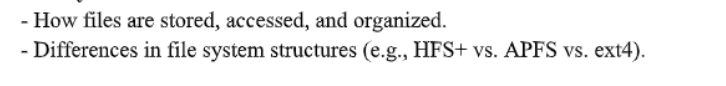 - How files are stored, accessed, and organized.
- Differences in file system structures (e.g., HFS+ vs. APFS vs. ext4).